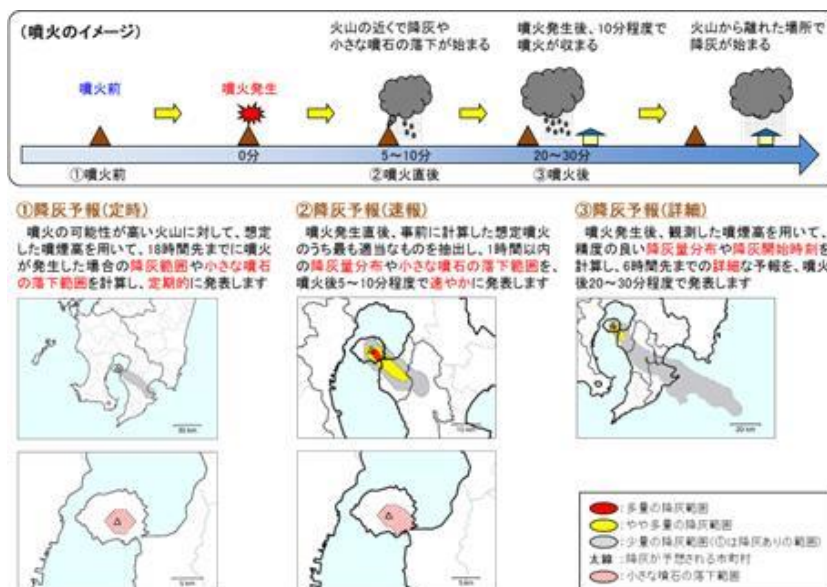 (噴火のイメージ)
火山の近くで降灰や
小さな噴石の落下が始まる
噴火発生後、10分程度で
噴火が収まる
火山から離れた場所で
降灰が始まる
噴火前
噴火発生
0分
5～10分
20～30分
①噴火前
②噴火直後
③噴火後
①降灰予報(定時)
噴火の可能性が高い火山に対して、想定
した噴煙高を用いて、18時間先までに噴火
が発生した場合の降灰範囲や小さな噴石
の落下範囲を計算し、定期的に発表します
②降灰予報(速報)
噴火発生直後、事前に計算した想定噴火
のうち最も適当なものを抽出し、1時間以内
の降灰量分布や小さな噴石の落下範囲を、
噴火後5～10分程度で速やかに発表します
③降灰予報(詳細)
噴火発生後、観測した噴煙高を用いて、
精度の良い降灰量分布や降灰開始時刻を
計算し、6時間先までの詳細な予報を、噴火
後20～30分程度で発表します
20 km
5 km
5 km
:多量の降灰範囲
:やや多量の降灰範囲
:少量の降灰範囲(①は降灰ありの範囲)
太線 :降灰が予想される市町村
:小さな噴石の落下範囲